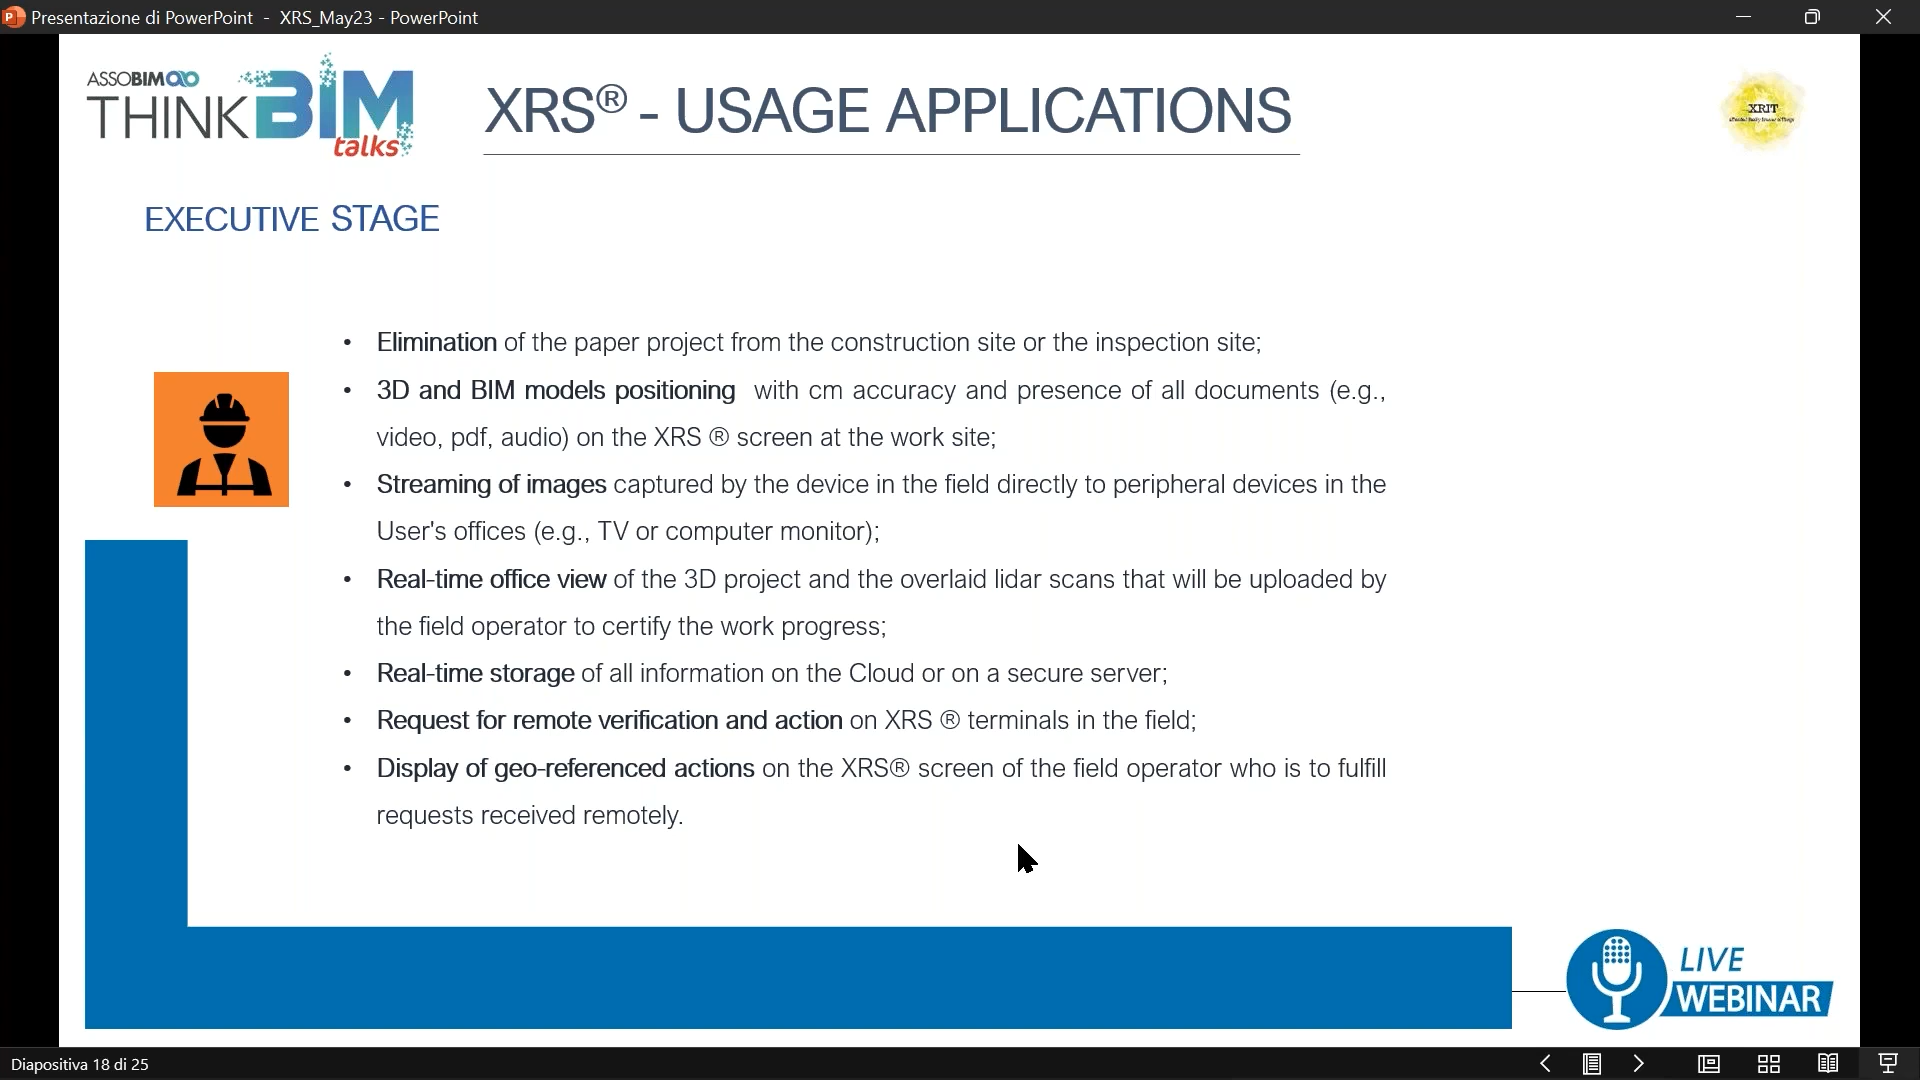 Presentazione di PowerPoint - XRS_May23 - PowerPoint
ASSOBIM
THINK BIM
talks
XRS® - USAGE APPLICATIONS
XRIT
EXECUTIVE STAGE
• Elimination of the paper project from the construction site or the inspection site;
• 3D and BIM models positioning with cm accuracy and presence of all documents (e.g.,
video, pdf, audio) on the XRS ® screen at the work site;
• Streaming of images captured by the device in the field directly to peripheral devices in the
User's offices (e.g., TV or computer monitor);
• Real-time office view of the 3D project and the overlaid lidar scans that will be uploaded by
the field operator to certify the work progress;
• Real-time storage of all information on the Cloud or on a secure server;
• Request for remote verification and action on XRS ® terminals in the field;
• Display of geo-referenced actions on the XRS® screen of the field operator who is to fulfill
requests received remotely.
LIVE
WEBINAR
Diapositiva 18 di 25